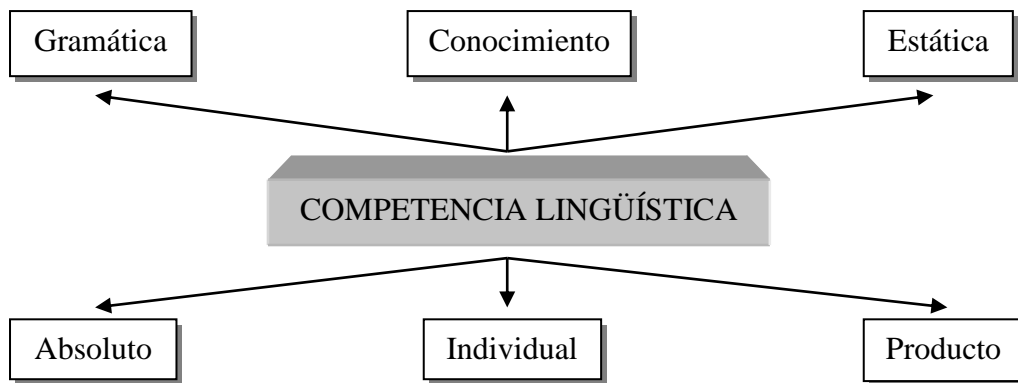 Gramática
Conocimiento
Estática
COMPETENCIA LINGÜÍSTICA
Absoluto
Individual
Producto